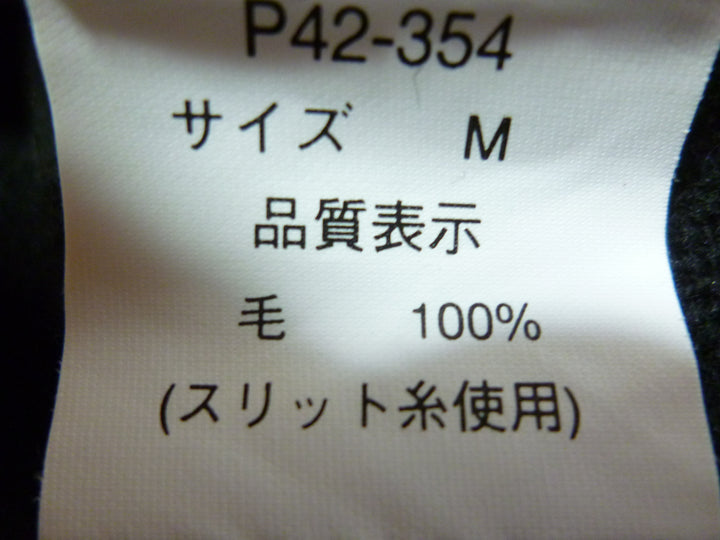 P42-354
サイズ M
品質表示
毛 100%
(スリット糸使用)